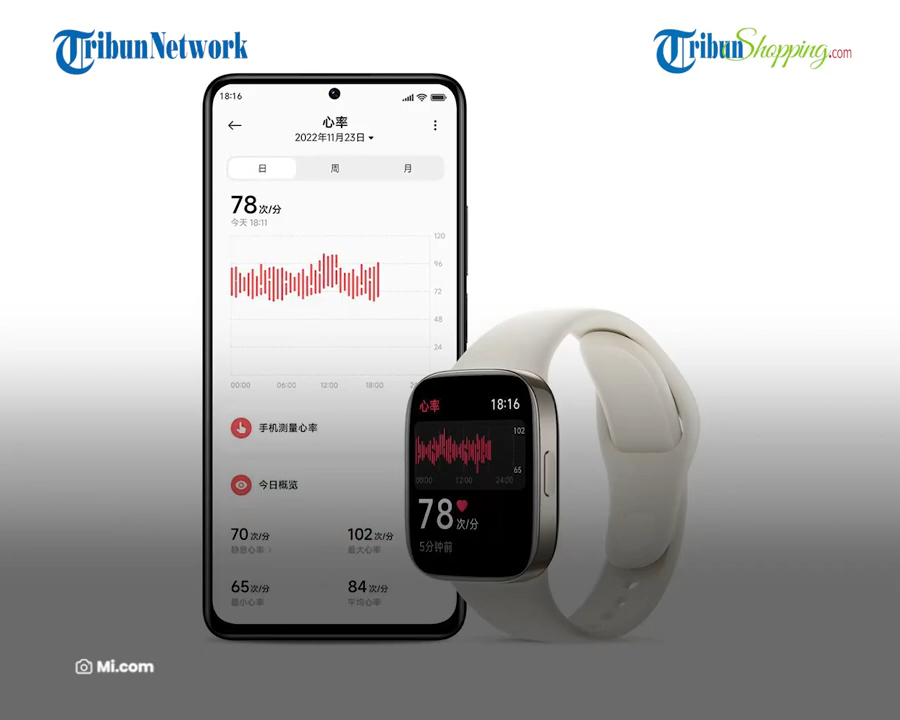 TribunNetwork
TribunShopping.com
18:16
心率
2022年11月23日
日 周 月
78次/分
今天 18:11
120
96
72
48
24
00:00 06:00 12:00 18:00 24
手机测量心率
今日概览
70次/分 102次/分
静息心率 最大心率
65次/分 84次/分
最小心率 平均心率
心率 18:16
102
65
00:00 12:00 24:00
78次/分
5分钟前
Mi.com